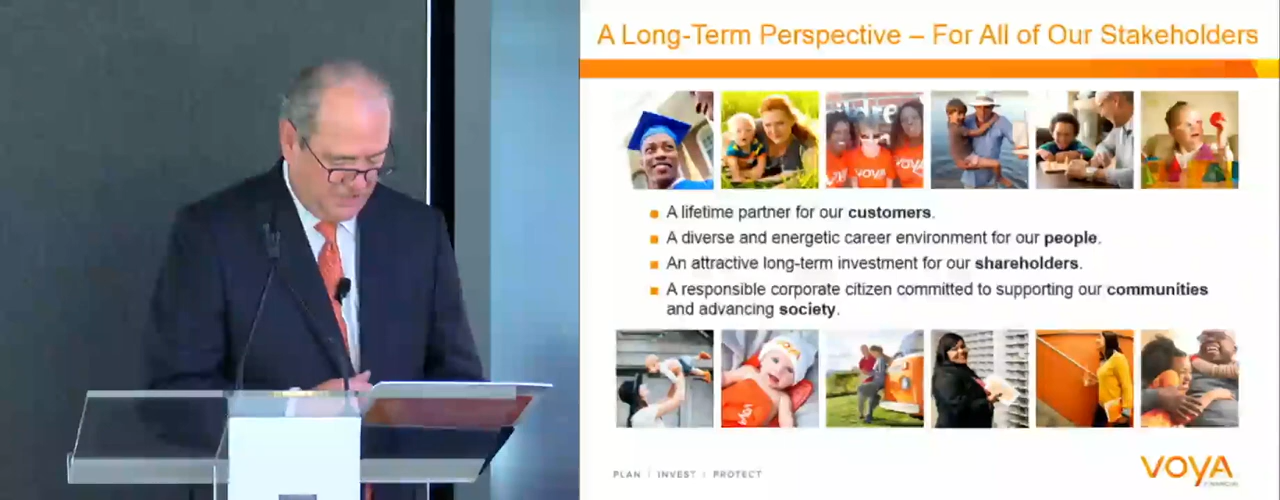 A Long-Term Perspective – For All of Our Stakeholders
VOYA
A lifetime partner for our customers.
A diverse and energetic career environment for our people.
An attractive long-term investment for our shareholders.
A responsible corporate citizen committed to supporting our communities
and advancing society.
PLAN | INVEST | PROTECT
VOYA
FINANCIAL